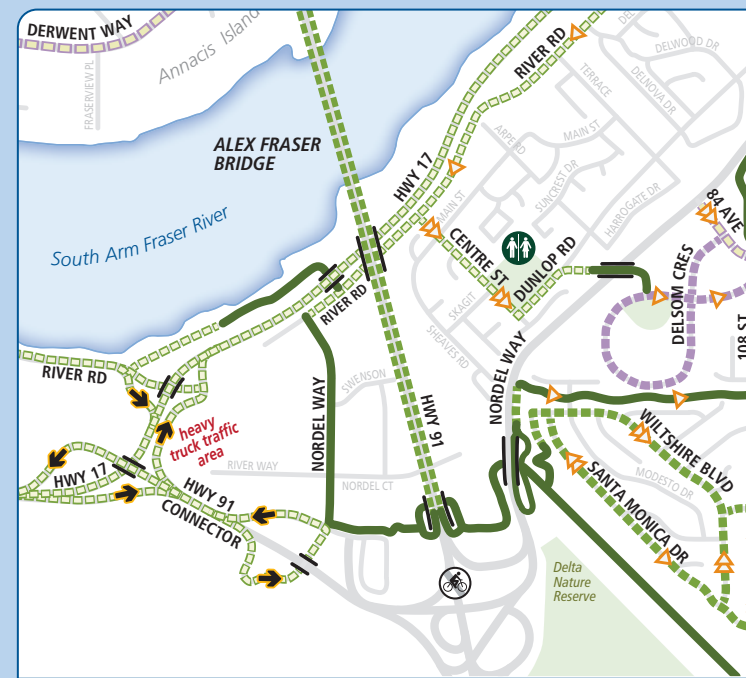 DERWENT WAY
Annacis Island
FRASERVIEW PL
ALEX FRASER
BRIDGE
South Arm Fraser River
RIVER RD
HWY 17
DEL
DELWOOD DR
DELNOVA DR
TERRACE
ARPE RD
MAIN ST
SUNCREST DR
HARROGATE DR
MAIN ST
84 AVE
CENTRE ST
DUNLOP RD
SKAGIT
SHEAVES RD
DELSOM CRES
108 ST
RIVER RD
RIVER RD
NORDEL WAY
SWENSON
HWY 91
NORDEL WAY
heavy
truck traffic
area
RIVER WAY
NORDEL CT
HWY 17
HWY 91
CONNECTOR
WILTSHIRE BLVD
MODESTO DR
SANTA MONICA DR
Delta
Nature
Reserve